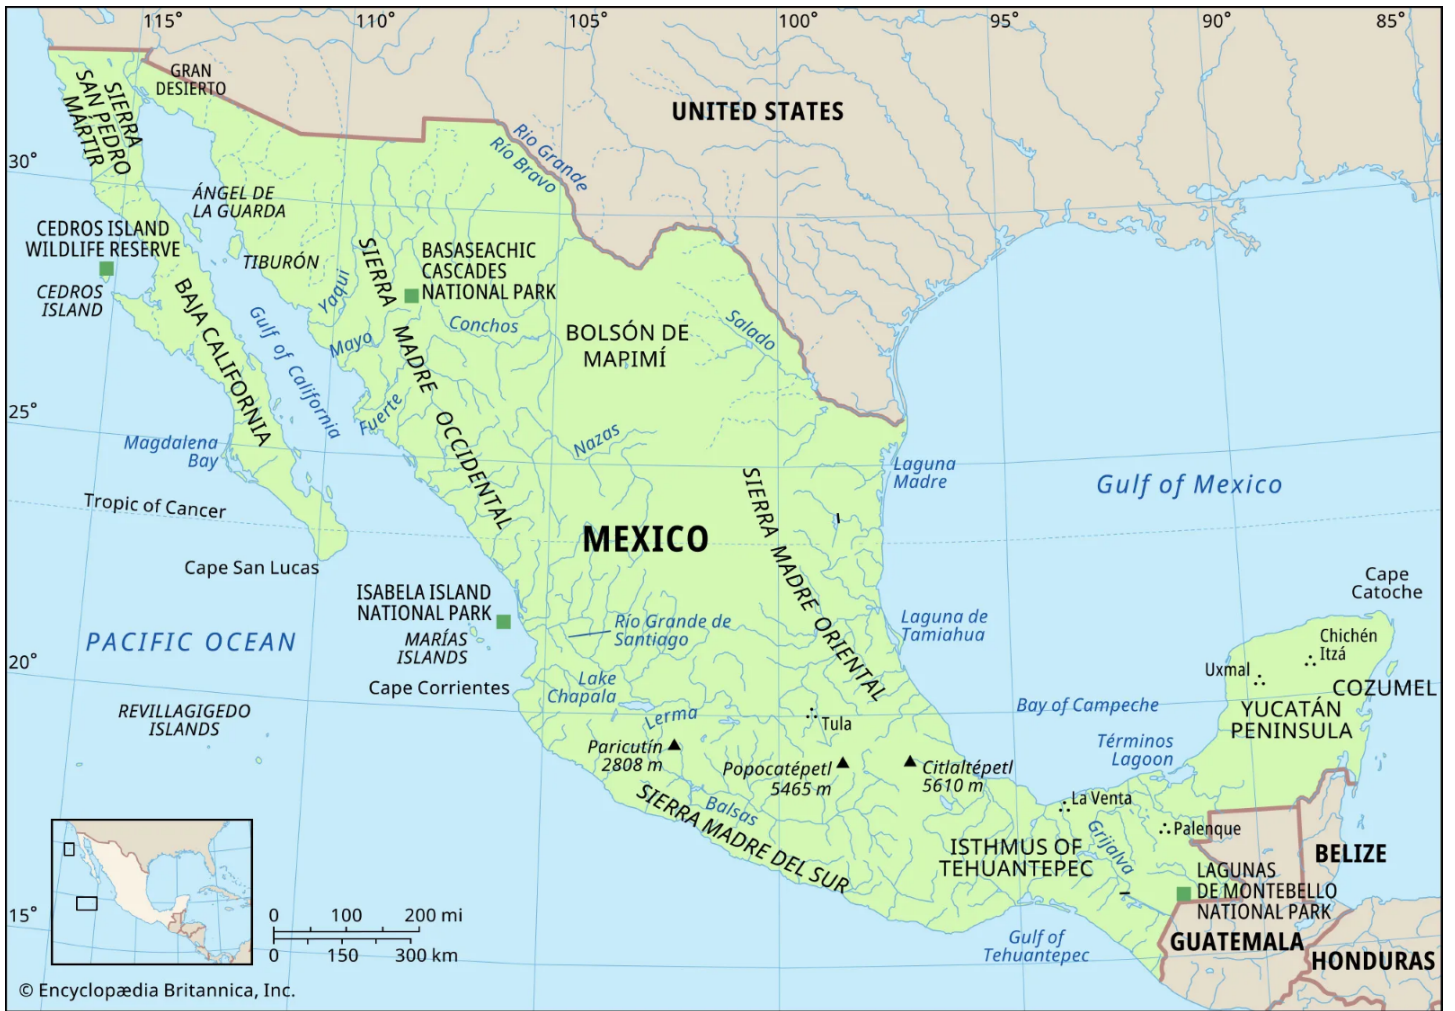 115°
110°
105°
100°
95°
90°
85°
GRAN
DESIERTO
SIERRA
SAN PEDRO
MÁRTIR
UNITED STATES
Rio Grande
Río Bravo
30°
ÁNGEL DE
LA GUARDA
CEDROS ISLAND
WILDLIFE RESERVE
TIBURÓN
CEDROS
ISLAND
BASASEACHIC
CASCADES
NATIONAL PARK
Yaqui
SIERRA MADRE OCCIDENTAL
BAJA CALIFORNIA
Gulf of California
Mayo
Conchos
BOLSÓN DE
MAPIMÍ
Salado
25°
Fuerte
Magdalena
Bay
Nazas
Laguna
Madre
Gulf of Mexico
Tropic of Cancer
SIERRA MADRE ORIENTAL
MEXICO
Cape San Lucas
Cape
Catoche
ISABELA ISLAND
NATIONAL PARK
PACIFIC OCEAN
MARÍAS
ISLANDS
Río Grande de
Santiago
Laguna de
Tamiahua
Chichén
Itzá
Uxmal
20°
Cape Corrientes
Lake
Chapala
COZUMEL
REVILLAGIGEDO
ISLANDS
Lerma
Tula
Bay of Campeche
YUCATÁN
PENINSULA
Paricutín
2808 m
Popocatépetl
5465 m
Citlaltépetl
5610 m
Términos
Lagoon
SIERRA MADRE DEL SUR
Balsas
La Venta
Palenque
Grijalva
ISTHMUS OF
TEHUANTEPEC
BELIZE
LAGUNAS
DE MONTEBELLO
NATIONAL PARK
15°
0 100 200 mi
0 150 300 km
Gulf of
Tehuantepec
GUATEMALA
HONDURAS
© Encyclopædia Britannica, Inc.